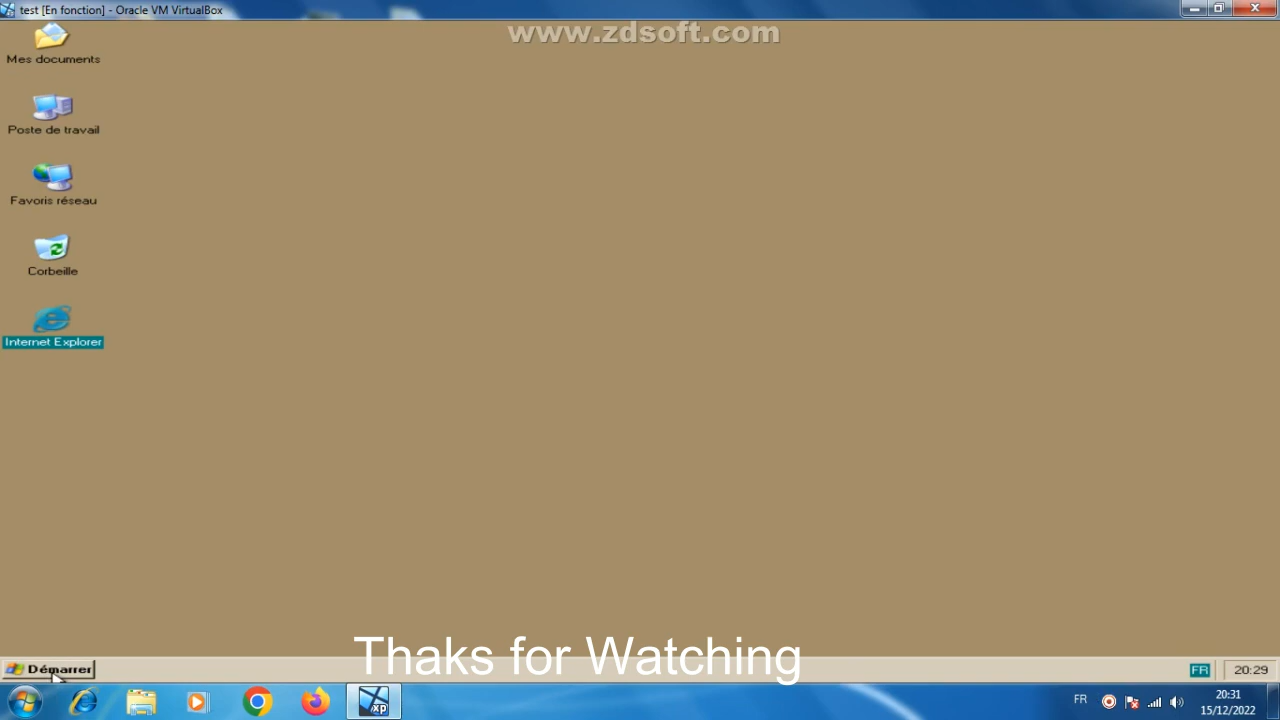 test [En fonction] - Oracle VM VirtualBox
www.zdsoft.com
Mes documents
Poste de travail
Favoris réseau
Corbeille
Internet Explorer
Thaks for Watching
Démarrer
FR
20:29
xp
FR
20:31
15/12/2022